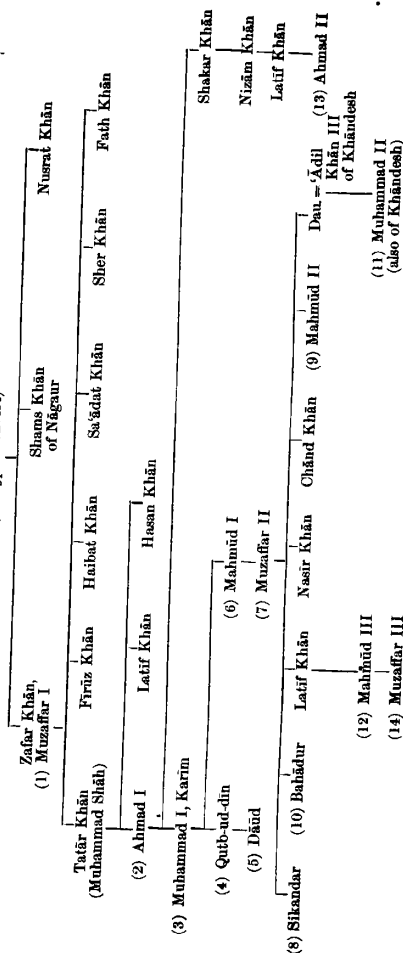 Zafar Khān,
(1) Muzaffar I
Shams Khān
of Nāgaur
Nusrat Khān
Tatār Khān
(Muhammad Shāh)
Fīrūz Khān
Haibat Khān
Sa'ādat Khān
Sher Khān
Fath Khān
(2) Ahmad I
Latīf Khān
Hasan Khān
(3) Muhammad I, Karīm
Shakar Khān
(4) Qutb-ud-dīn
(6) Mahmūd I
Nizām Khān
(5) Dāūd
(7) Muzaffar II
Latīf Khān
(8) Sikandar
(10) Bahādur
Latīf Khān
Nasīr Khān
Chānd Khān
(9) Mahmūd II
Dau. = 'Ādil
Khān III
of Khāndesh
(13) Ahmad II
(12) Mahmūd III
(11) Muhammad II
(also of Khāndesh)
(14) Muzaffar III